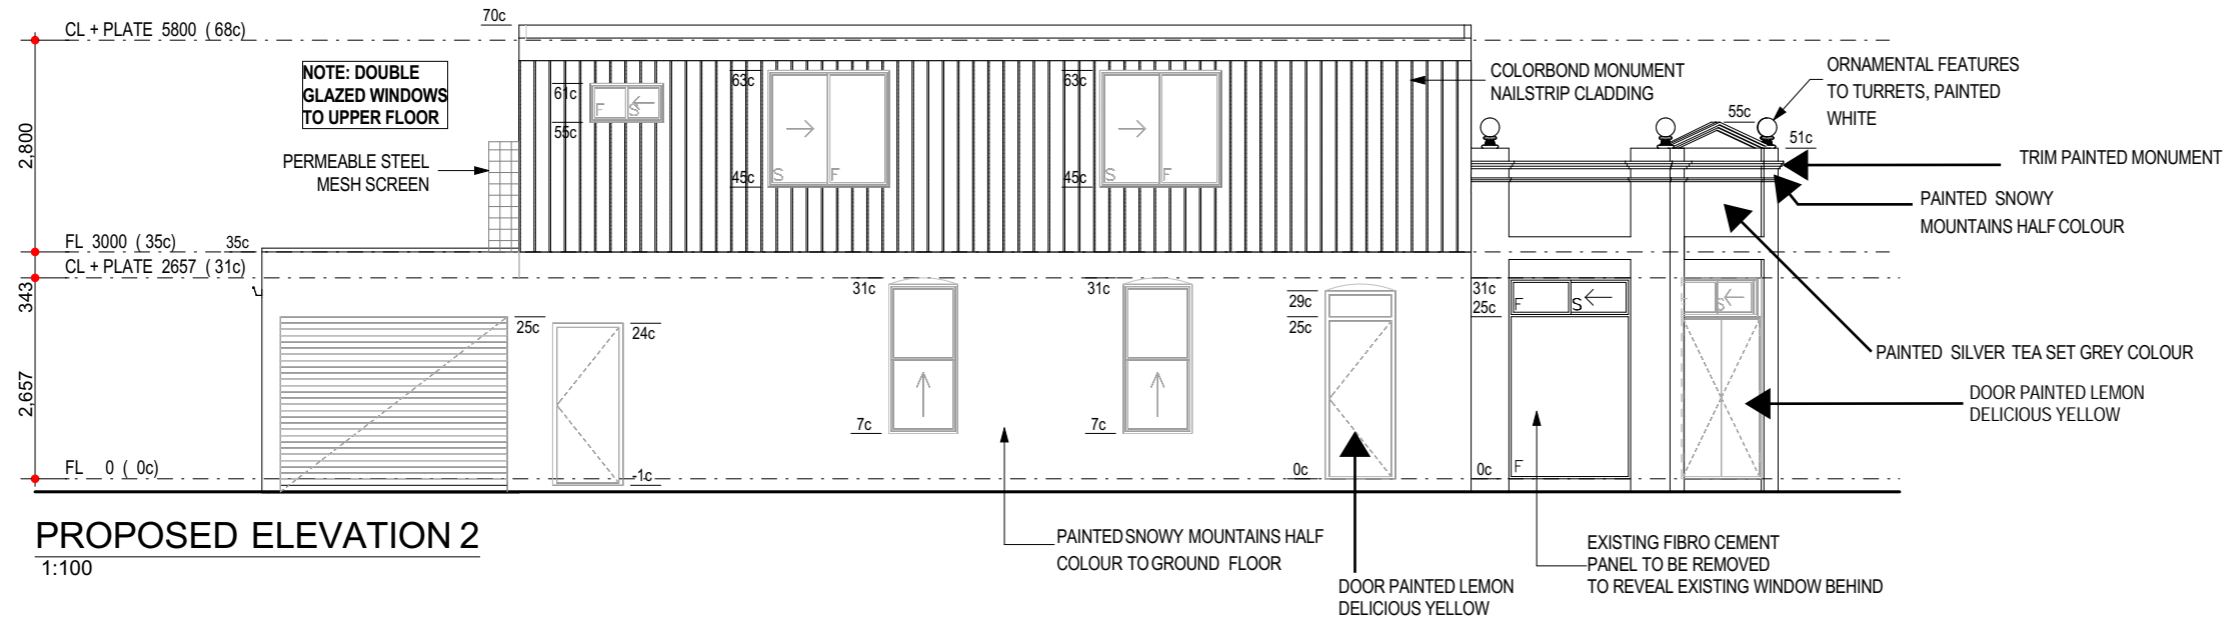 70c
CL + PLATE 5800 ( 68c)
NOTE: DOUBLE
GLAZED WINDOWS
TO UPPER FLOOR
61c
55c
63c
45c
S
F
63c
45c
S
F
F
S
COLORBOND MONUMENT
NAILSTRIP CLADDING
ORNAMENTAL FEATURES
TO TURRETS, PAINTED
WHITE
55c
51c
TRIM PAINTED MONUMENT
PAINTED SNOWY
MOUNTAINS HALF COLOUR
2,800
PERMEABLE STEEL
MESH SCREEN
FL 3000 ( 35c)
35c
CL + PLATE 2657 ( 31c)
343
31c
31c
29c
25c
31c
25c
F
S
F
S
25c
24c
PAINTED SILVER TEA SET GREY COLOUR
DOOR PAINTED LEMON
DELICIOUS YELLOW
2,657
7c
7c
FL 0 ( 0c)
-1c
0c
0c
F
PROPOSED ELEVATION 2
1:100
PAINTED SNOWY MOUNTAINS HALF
COLOUR TO GROUND FLOOR
DOOR PAINTED LEMON
DELICIOUS YELLOW
EXISTING FIBRO CEMENT
PANEL TO BE REMOVED
TO REVEAL EXISTING WINDOW BEHIND